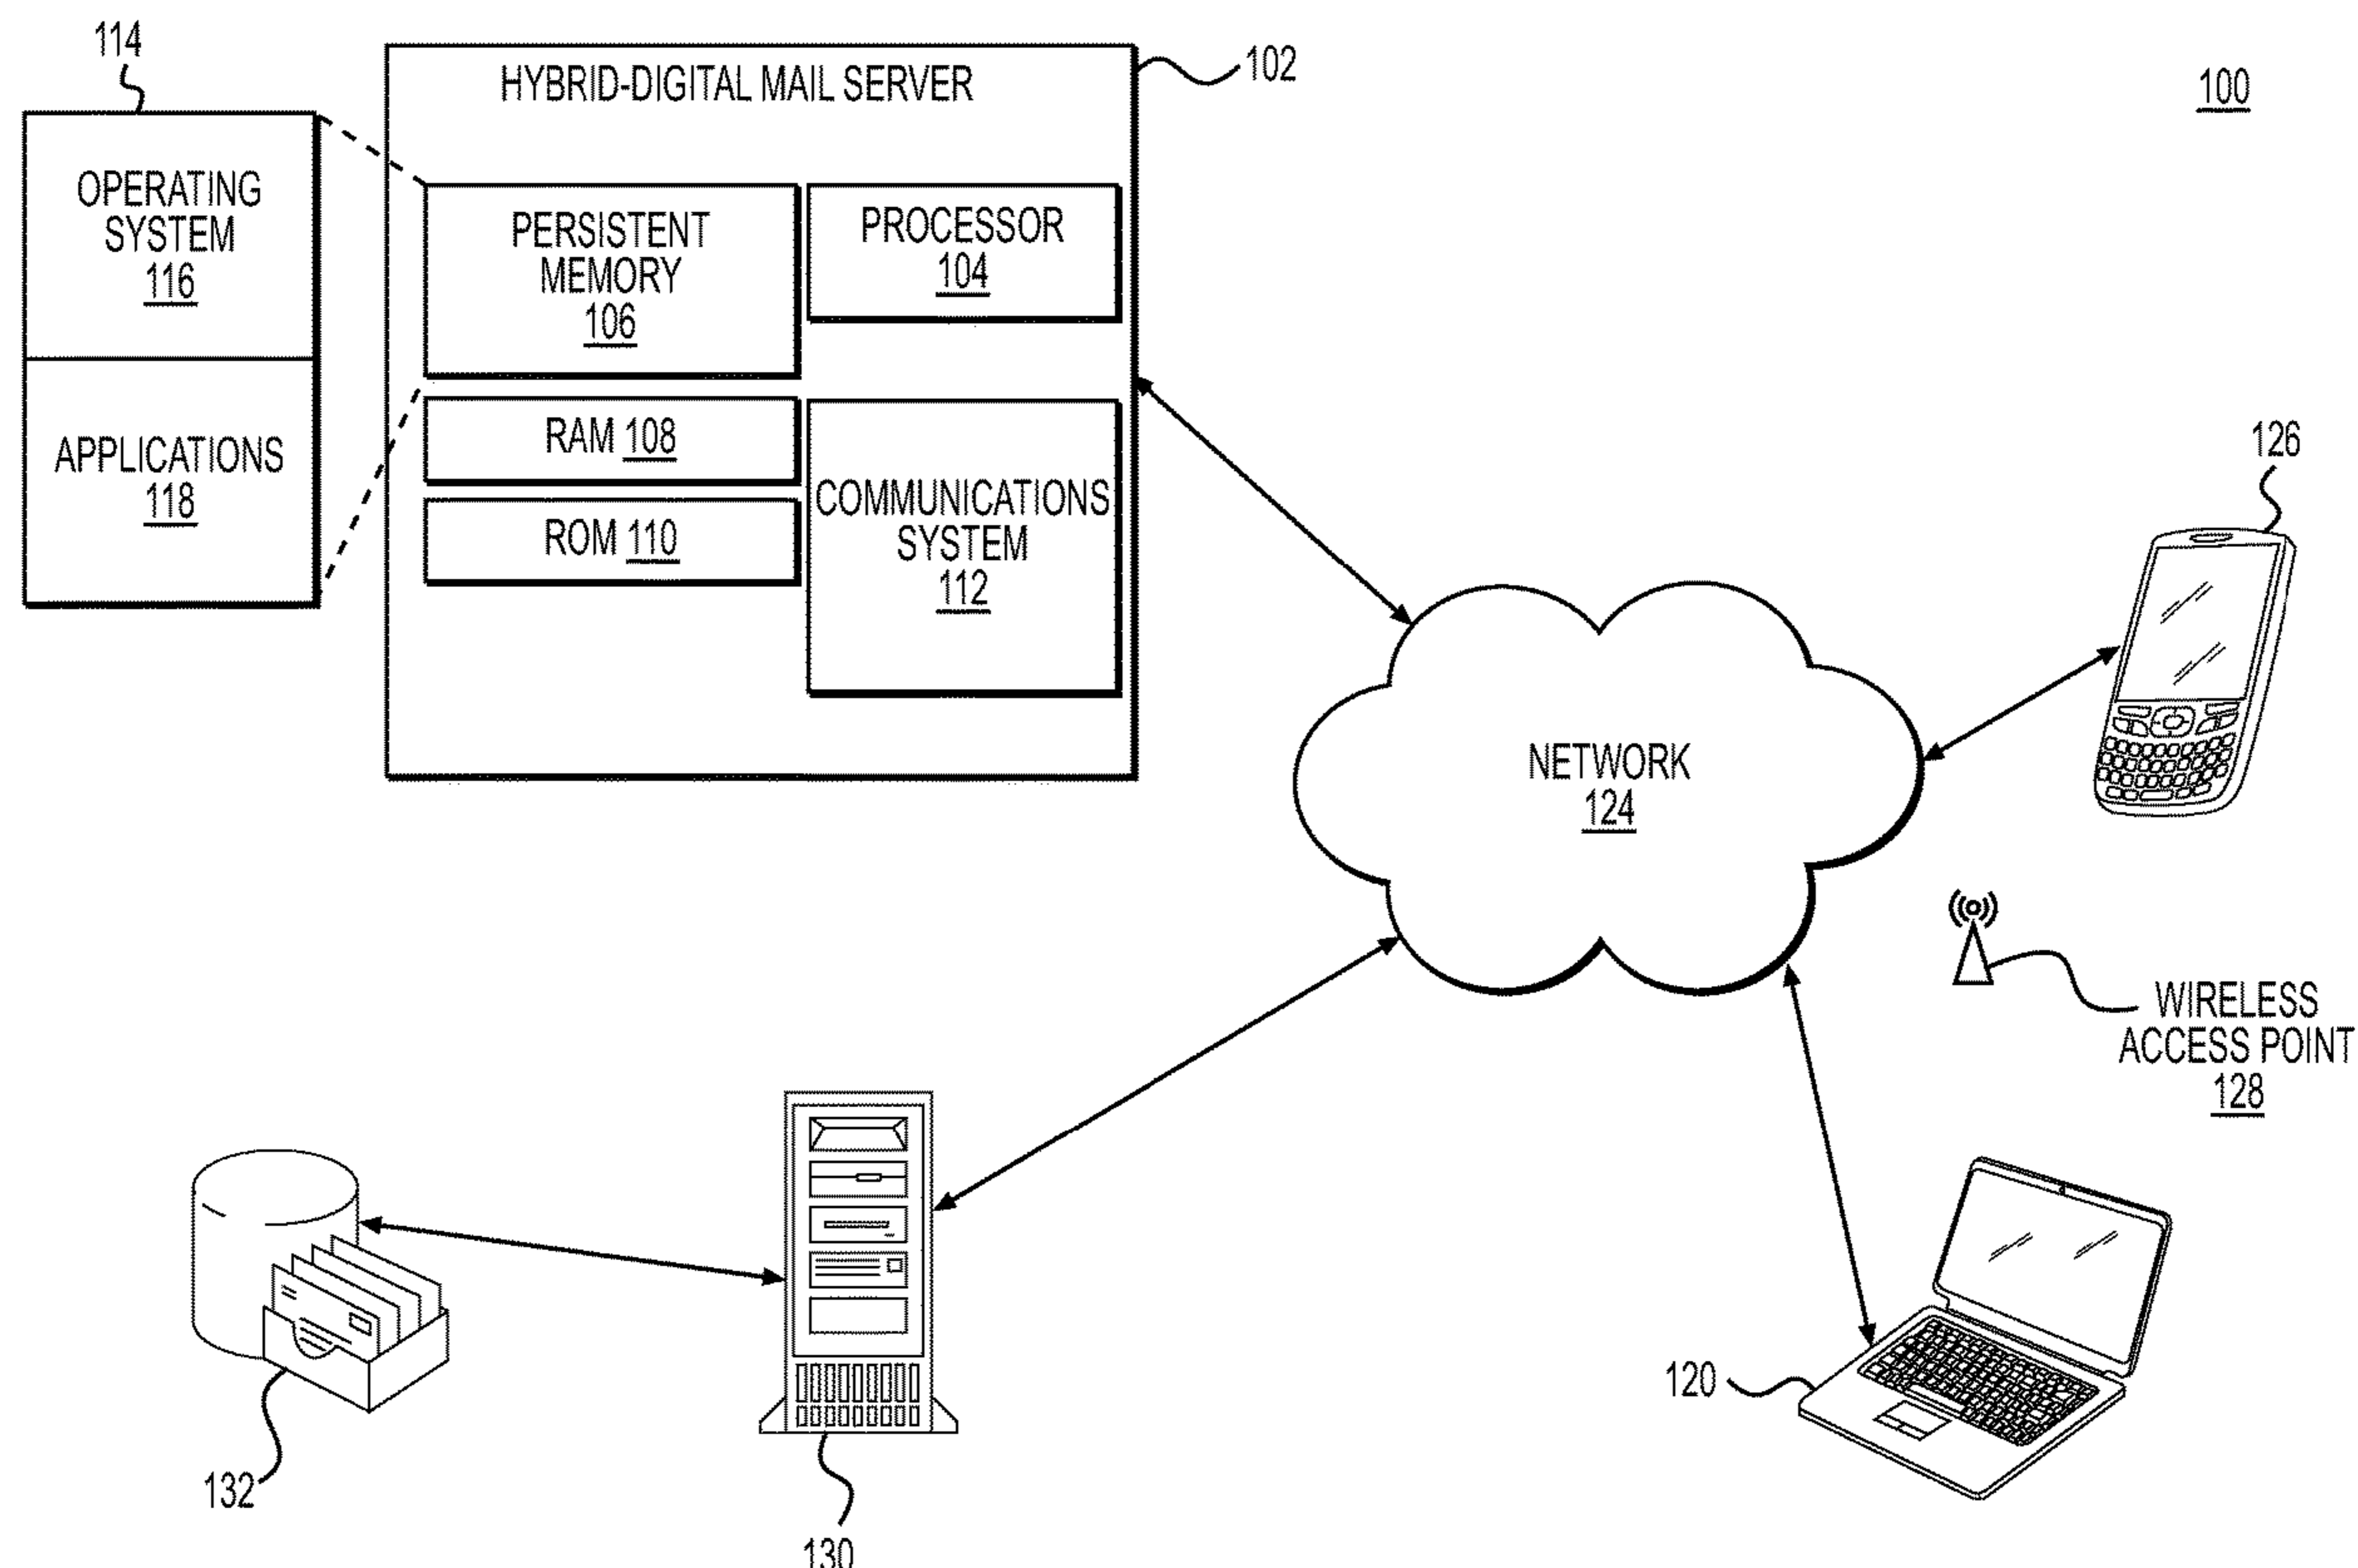 114
HYBRID-DIGITAL MAIL SERVER
102
100
OPERATING
SYSTEM
116
APPLICATIONS
118
PERSISTENT
MEMORY
106
PROCESSOR
104
RAM 108
ROM 110
COMMUNICATIONS
SYSTEM
112
126
NETWORK
124
WIRELESS
ACCESS POINT
128
120
132
130